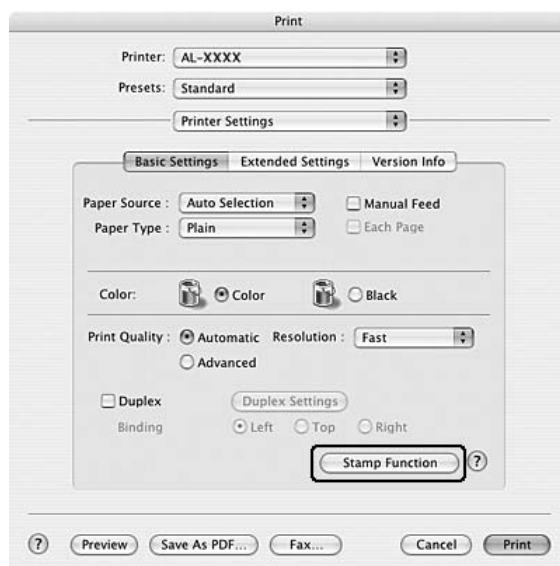 Print
Printer: AL-XXXX
Presets: Standard
Printer Settings
Basic Settings Extended Settings Version Info
Paper Source : Auto Selection Manual Feed
Paper Type : Plain Each Page
Color: Color Black
Print Quality : Automatic Resolution : Fast
Advanced
Duplex Duplex Settings
Binding Left Top Right
Stamp Function ?
? Preview Save As PDF... Fax... Cancel Print